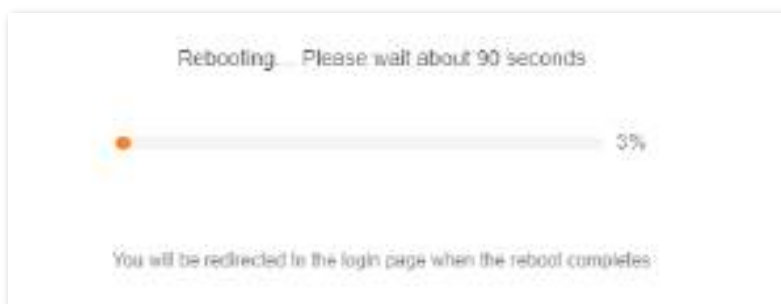 Rebooting... Please wait about 90 seconds
3%
You will be redirected to the login page when the reboot completes